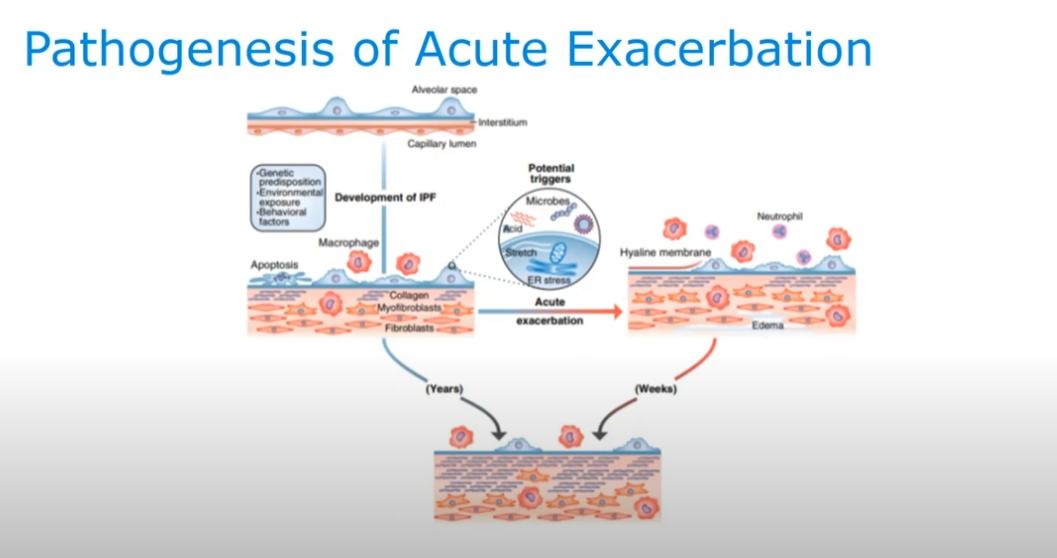 Pathogenesis of Acute Exacerbation
Alveolar space
Interstitium
Capillary lumen
•Genetic
predisposition
•Environmental
exposure
•Behavioral
factors
Development of IPF
Potential
triggers
Microbes
Acid
Stretch
ER stress
Macrophage
Apoptosis
Collagen
Myofibroblasts
Fibroblasts
Acute
exacerbation
Neutrophil
Hyaline membrane
Edema
(Years)
(Weeks)